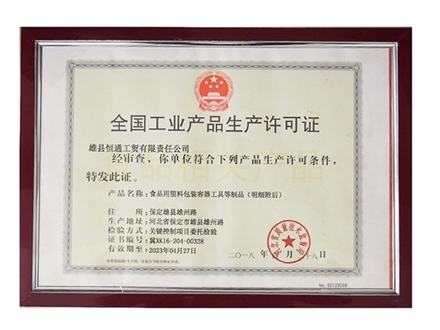 全国工业产品生产许可证
雄县恒通工贸有限责任公司
经审查，你单位符合下列产品生产许可条件，
特发此证。
产品名称：食品用塑料包装容器工具等制品（明细附后）
住    所：保定雄县雄州路
生产地址：河北省保定市雄县雄州路
检验方式：关键控制项目委托检验
证书编号：冀XK16-204-00328
有效期至：2023年04月27日
二〇一八 年 月 十八日